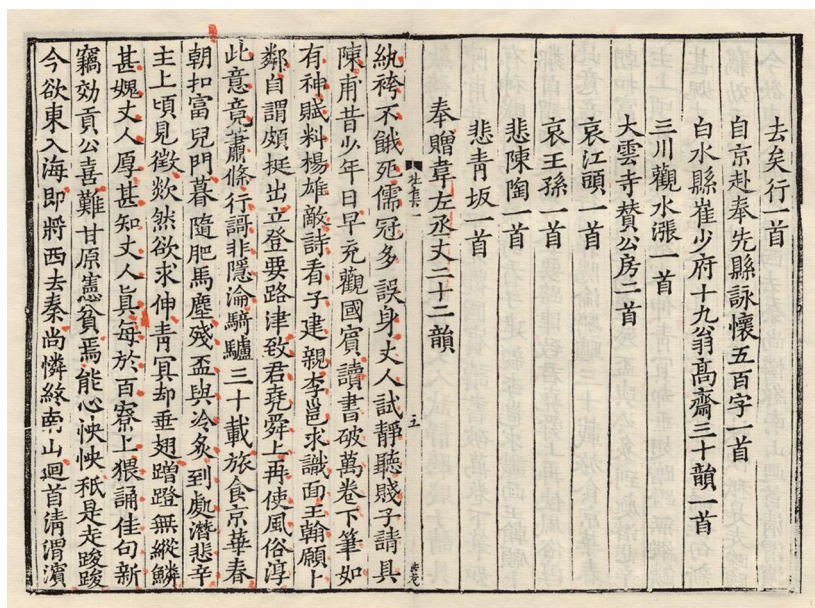 去矣行一首
自京赴奉先縣詠懷五百字一首
白水縣崔少府十九翁高齋三十韻一首
三川觀水漲一首
大雲寺賛公房二首
哀江頭一首
哀王孫一首
悲陳陶一首
悲青坂一首
杜集一
五
奉贈韋左丞丈二十二韻
紈袴不餓死儒冠多誤身丈人試靜聽賤子請具
陳甫昔少年日早充觀國賓讀書破萬卷下筆如
有神賦料楊雄敵詩看子建親李邕求識面王翰願卜
鄰自謂頗挺出立登要路津致君堯舜上再使風俗淳
此意竟蕭條行謌非隱淪騎驢三十載旅食京華春
朝扣富兒門暮隨肥馬塵殘盃與冷炙到處潛悲辛
主上頃見徵欻然欲求伸青冥却垂翅蹭蹬無縱鱗
甚媿丈人厚甚知丈人眞每於百寮上猥誦佳句新
竊効貢公喜難甘原憲貧焉能心怏怏秖是走踆踆
今欲東入海即將西去秦尚憐終南山迴首淸渭濱